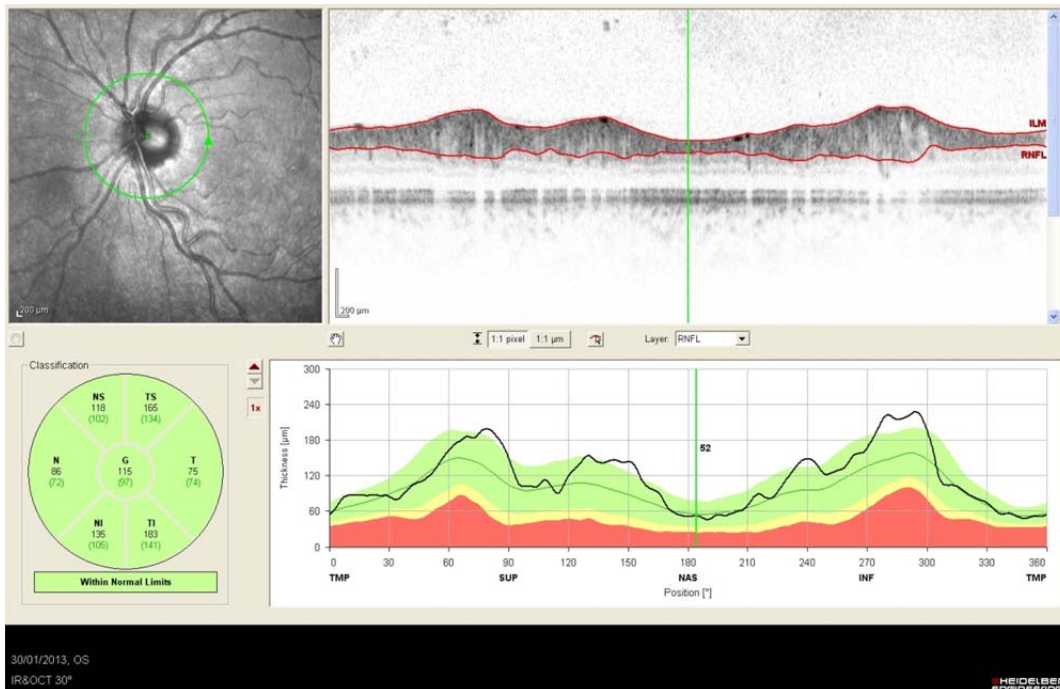 200 µm
ILM
RNFL
200 µm
1:1 pixel 1:1 µm Layer: RNFL
Classification
NS
118
(102)
TS
165
(134)
N
86
(72)
G
115
(97)
T
75
(74)
NI
135
(105)
TI
183
(141)
Within Normal Limits
1x
Thickness [µm]
300
240
180
120
60
0
52
0 30 60 90 120 150 180 210 240 270 300 330 360
TMP SUP NAS INF TMP
Position [°]
30/01/2013, OS
IR&OCT 30°
HEIDELBE